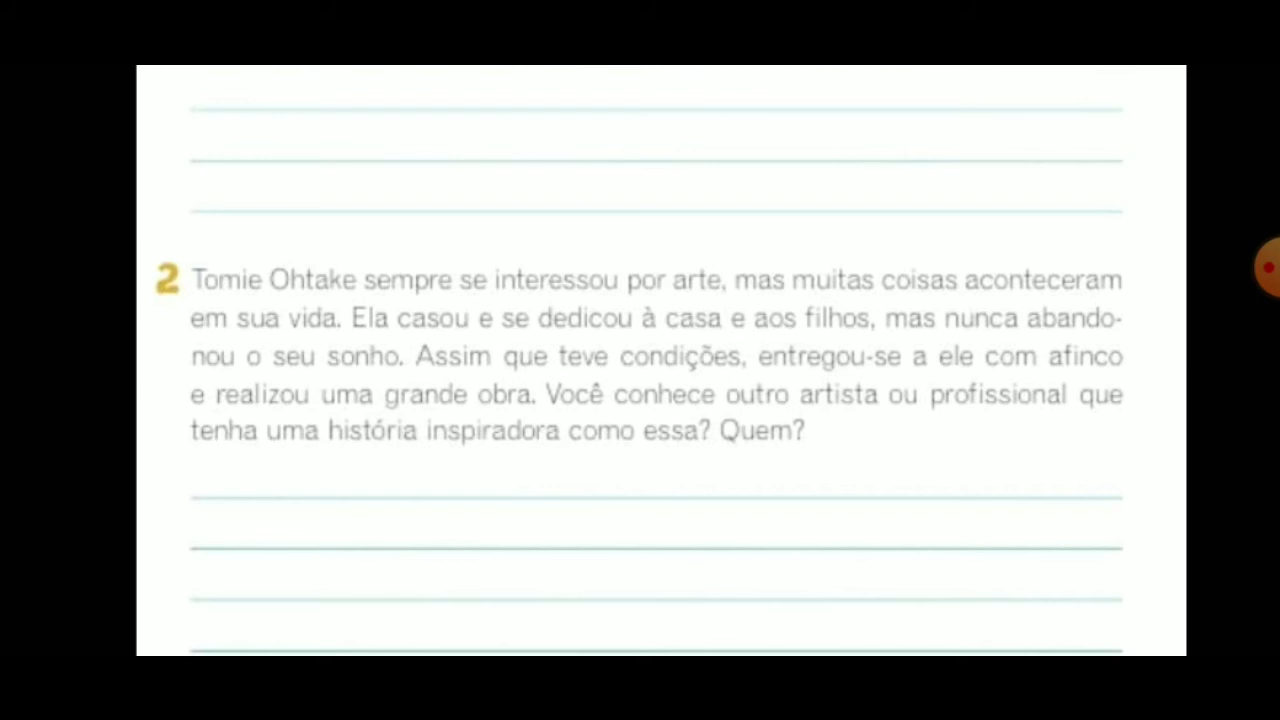 2 Tomie Ohtake sempre se interessou por arte, mas muitas coisas aconteceram
em sua vida. Ela casou e se dedicou à casa e aos filhos, mas nunca abando-
nou o seu sonho. Assim que teve condições, entregou-se a ele com afinco
e realizou uma grande obra. Você conhece outro artista ou profissional que
tenha uma história inspiradora como essa? Quem?